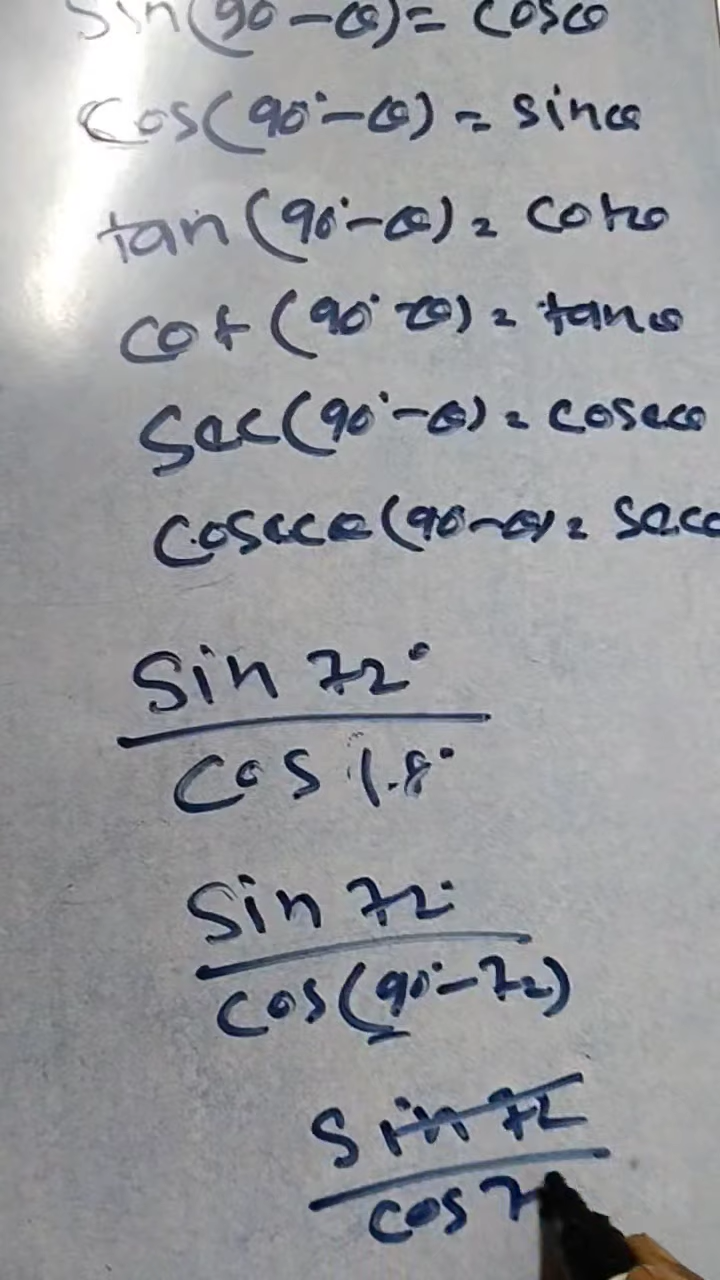 Sin(90-θ)= cosθ
Cos(90°-θ) = sinθ
tan(90°-θ) = cotθ
cot(90°-θ) = tanθ
Sec(90°-θ) = cosecθ
Cosecθ(90-θ) = Secθ
Sin 72°
Cos 18°
Sin 72°
Cos(90°-72)
Sin 72
cos 7